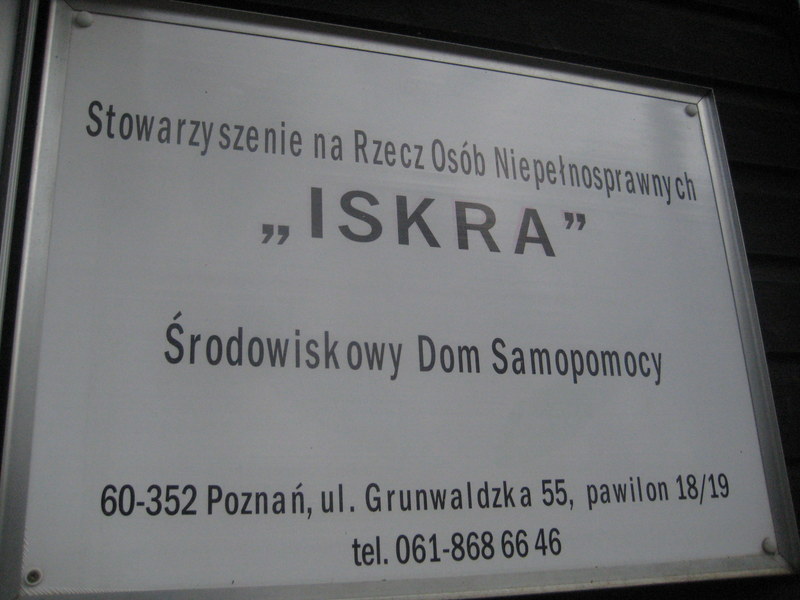 Stowarzyszenie na Rzecz Osób Niepełnosprawnych
„ISKRA”
Środowiskowy Dom Samopomocy
60-352 Poznań, ul. Grunwaldzka 55, pawilon 18/19
tel. 061-868 66 46